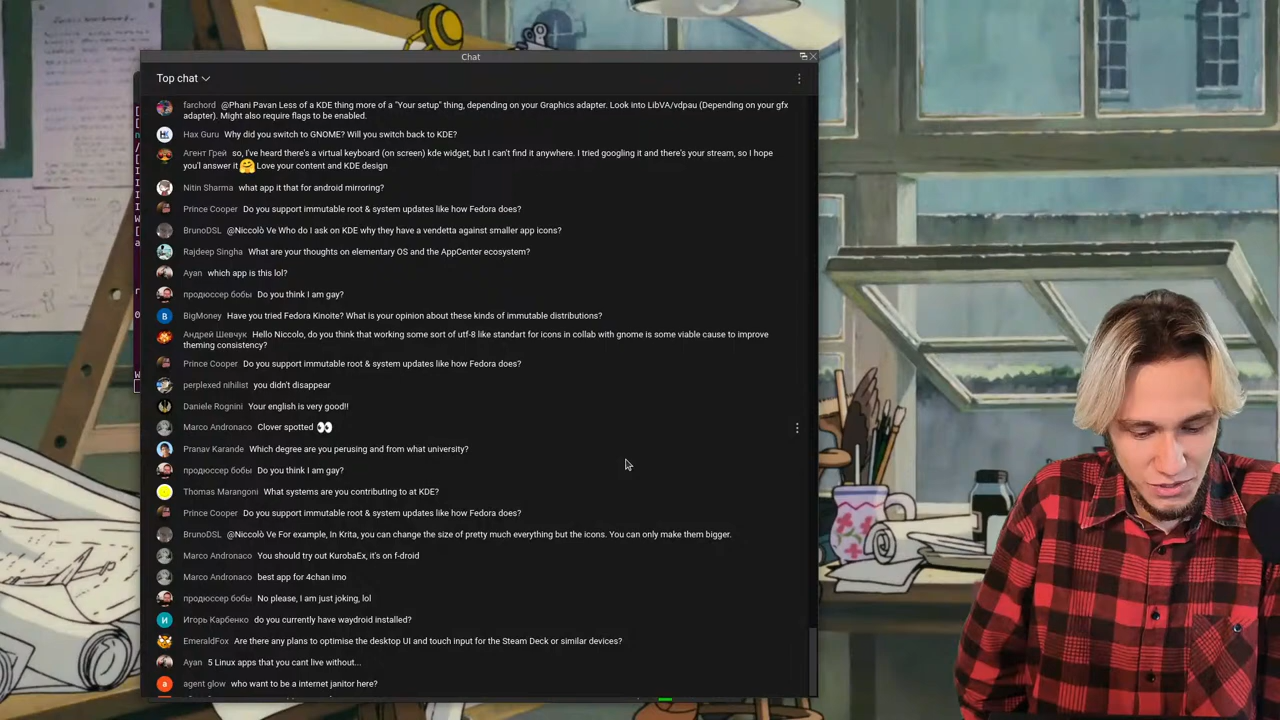 Chat
Top chat
farchord @Phani Pavan Less of a KDE thing more of a "Your setup" thing, depending on your Graphics adapter. Look into LibVA/vdpau (Depending on your gfx
adapter). Might also require flags to be enabled.
Hax Guru Why did you switch to GNOME? Will you switch back to KDE?
Агент Грей so, I've heard there's a virtual keyboard (on screen) kde widget, but I can't find it anywhere. I tried googling it and there's your stream, so I hope
you'l answer it🤗 Love your content and KDE design
Nitin Sharma what app it that for android mirroring?
Prince Cooper Do you support immutable root & system updates like how Fedora does?
BrunoDSL @Niccolò Ve Who do I ask on KDE why they have a vendetta against smaller app icons?
Rajdeep Singha What are your thoughts on elementary OS and the AppCenter ecosystem?
Ayan which app is this lol?
продюссер бобы Do you think I am gay?
B BigMoney Have you tried Fedora Kinoite? What is your opinion about these kinds of immutable distributions?
Андрей Шевчук Hello Niccolo, do you think that working some sort of utf-8 like standart for icons in collab with gnome is some viable cause to improve
theming consistency?
Prince Cooper Do you support immutable root & system updates like how Fedora does?
perplexed nihilist you didn't disappear
Daniele Rognini Your english is very good!!
Marco Andronaco Clover spotted 👀
Pranav Karande Which degree are you perusing and from what university?
продюссер бобы Do you think I am gay?
Thomas Marangoni What systems are you contributing to at KDE?
Prince Cooper Do you support immutable root & system updates like how Fedora does?
BrunoDSL @Niccolò Ve For example, In Krita, you can change the size of pretty much everything but the icons. You can only make them bigger.
Marco Andronaco You should try out KurobaEx, it's on f-droid
Marco Andronaco best app for 4chan imo
продюссер бобы No please, I am just joking, lol
И Игорь Карбенко do you currently have waydroid installed?
EmeraldFox Are there any plans to optimise the desktop UI and touch input for the Steam Deck or similar devices?
Ayan 5 Linux apps that you cant live without...
a agent glow who want to be a internet janitor here?